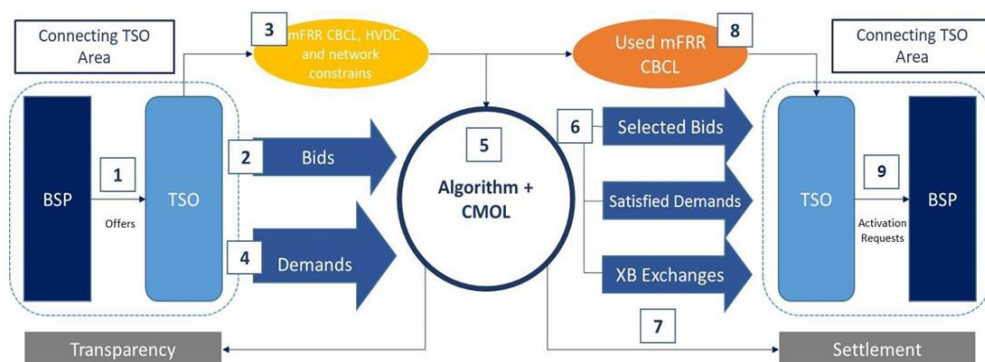 Connecting TSO
Area
3
mFRR CBCL, HVDC
and network
constrains
Used mFRR
CBCL
8
Connecting TSO
Area
BSP
1
Offers
TSO
2
Bids
4
Demands
5
Algorithm +
CMOL
6
Selected Bids
Satisfied Demands
XB Exchanges
7
TSO
9
Activation
Requests
BSP
Transparency
Settlement